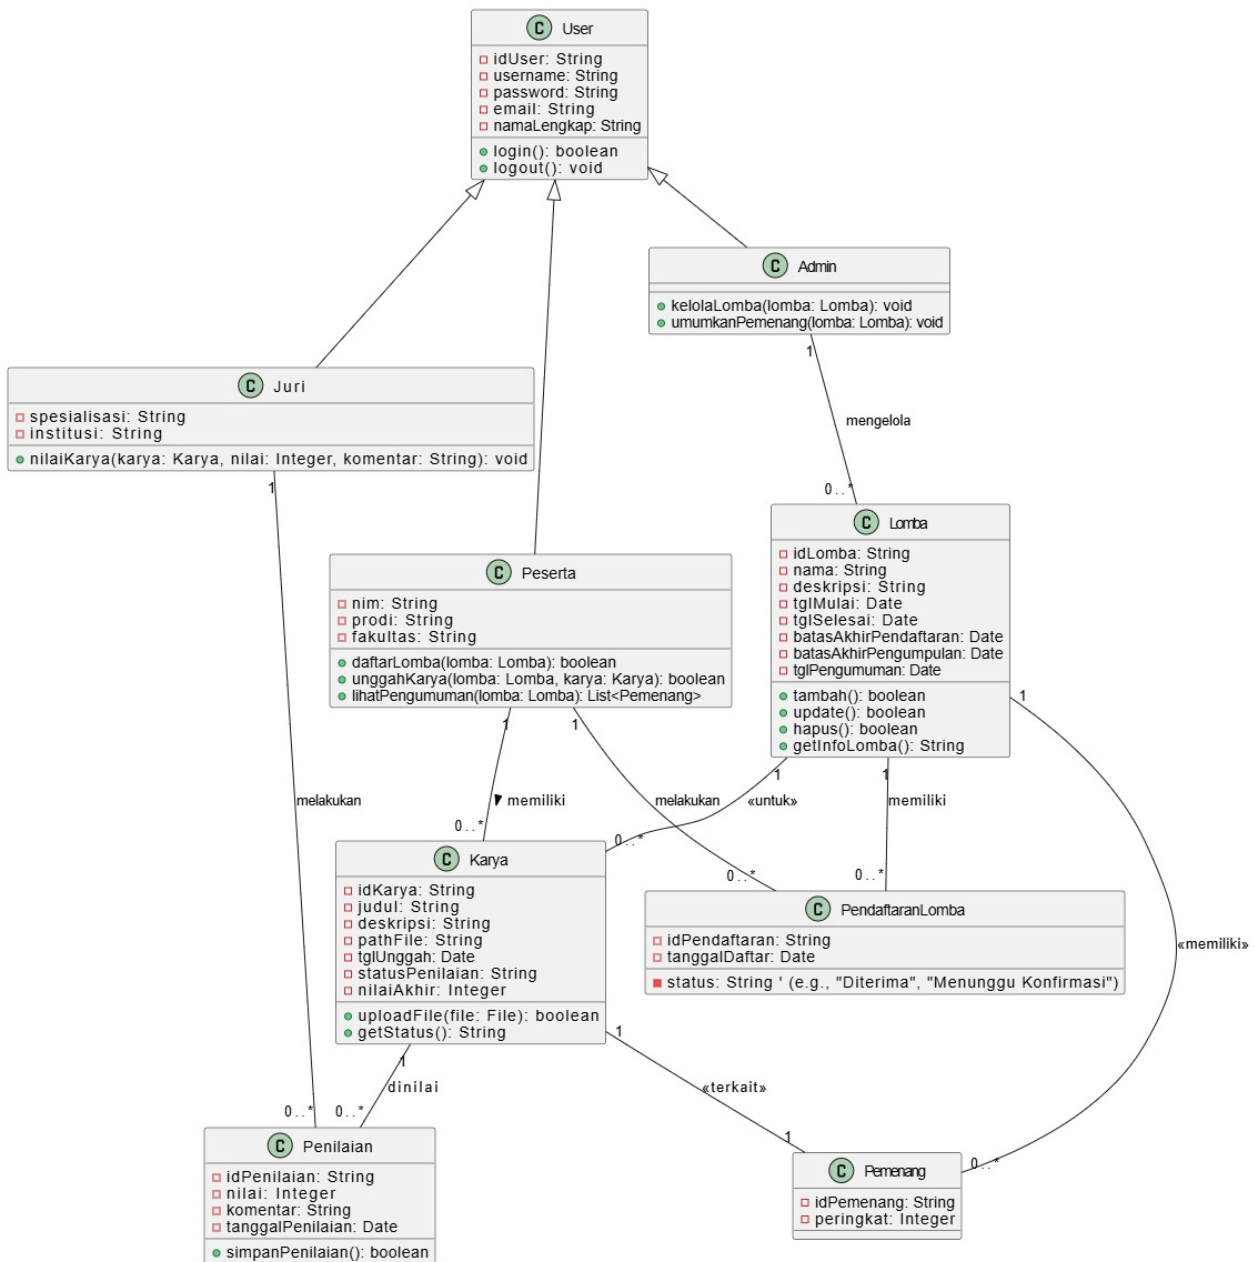 C User
idUser: String
username: String
password: String
email: String
namaLengkap: String
login(): boolean
logout(): void
C Admin
kelolaLomba(lomba: Lomba): void
umumkanPemenang(lomba: Lomba): void
1
mengelola
0..*
C Juri
spesialisasi: String
institusi: String
nilaiKarya(karya: Karya, nilai: Integer, komentar: String): void
1
C Lomba
idLomba: String
nama: String
deskripsi: String
tglMulai: Date
tglSelesai: Date
batasAkhirPendaftaran: Date
batasAkhirPengumpulan: Date
tglPengumuman: Date
tambah(): boolean
update(): boolean
hapus(): boolean
getInfoLomba(): String
C Peserta
nim: String
prodi: String
fakultas: String
daftarLomba(lomba: Lomba): boolean
unggahKarya(lomba: Lomba, karya: Karya): boolean
lihatPengumuman(lomba: Lomba): List<Pemenang>
1
1
1
1
1
melakukan
memiliki
melakukan
«untuk»
memiliki
0..*
0..*
0..*
0..*
C Karya
idKarya: String
judul: String
deskripsi: String
pathFile: String
tglUnggah: Date
statusPenilaian: String
nilaiAkhir: Integer
uploadFile(file: File): boolean
getStatus(): String
C PendaftaranLomba
idPendaftaran: String
tanggalDaftar: Date
status: String ' (e.g., "Diterima", "Menunggu Konfirmasi")
«memiliki»
1
1
dinilai
«terkait»
0..*
0..*
1
0..*
C Penilaian
idPenilaian: String
nilai: Integer
komentar: String
tanggalPenilaian: Date
simpanPenilaian(): boolean
C Pemenang
idPemenang: String
peringkat: Integer